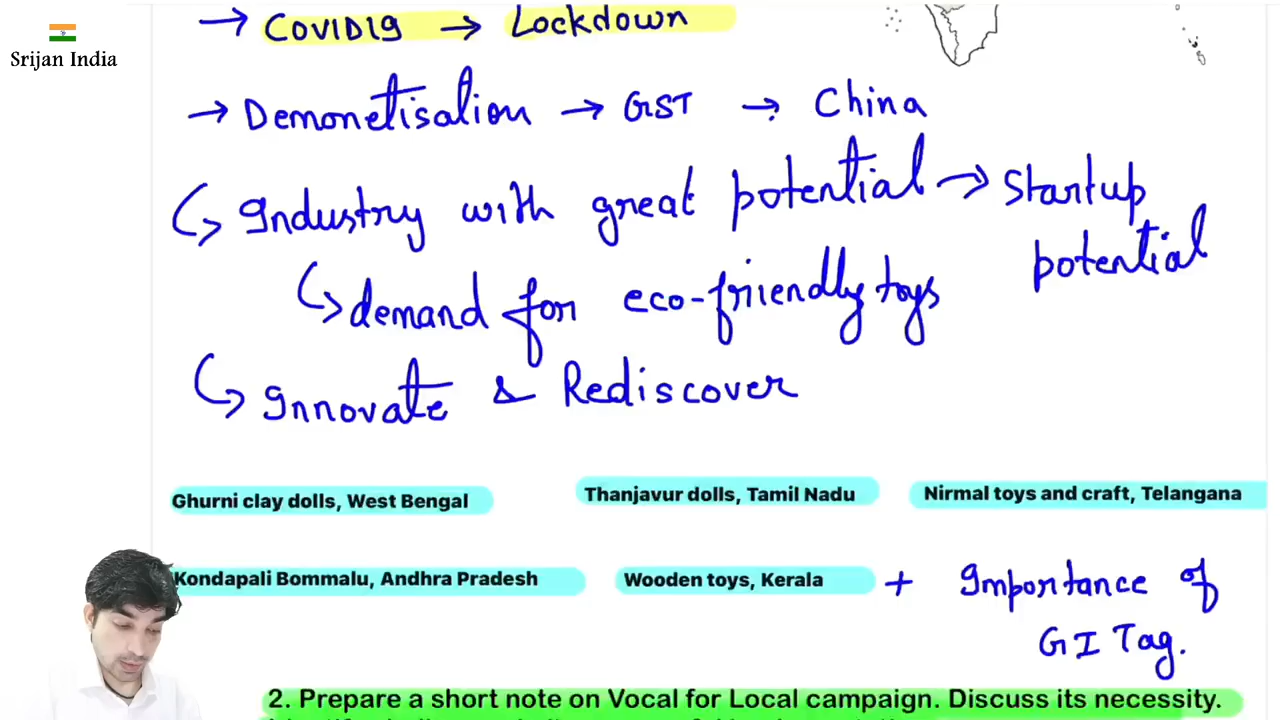 Srijan India
→ COVID19 → Lockdown
→ Demonetisation → GST → China
↳ Industry with great potential → Startup potential
↳ demand for eco-friendly toys
↳ Innovate & Rediscover
Ghurni clay dolls, West Bengal
Thanjavur dolls, Tamil Nadu
Nirmal toys and craft, Telangana
Kondapali Bommalu, Andhra Pradesh
Wooden toys, Kerala
+ Importance of
GI Tag.
2. Prepare a short note on Vocal for Local campaign. Discuss its necessity.